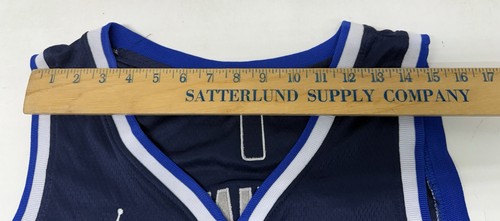 1 2 3 4 5 6 7 8 9 10 11 12 13 14 15 16 17
SATTERLUND SUPPLY COMPANY